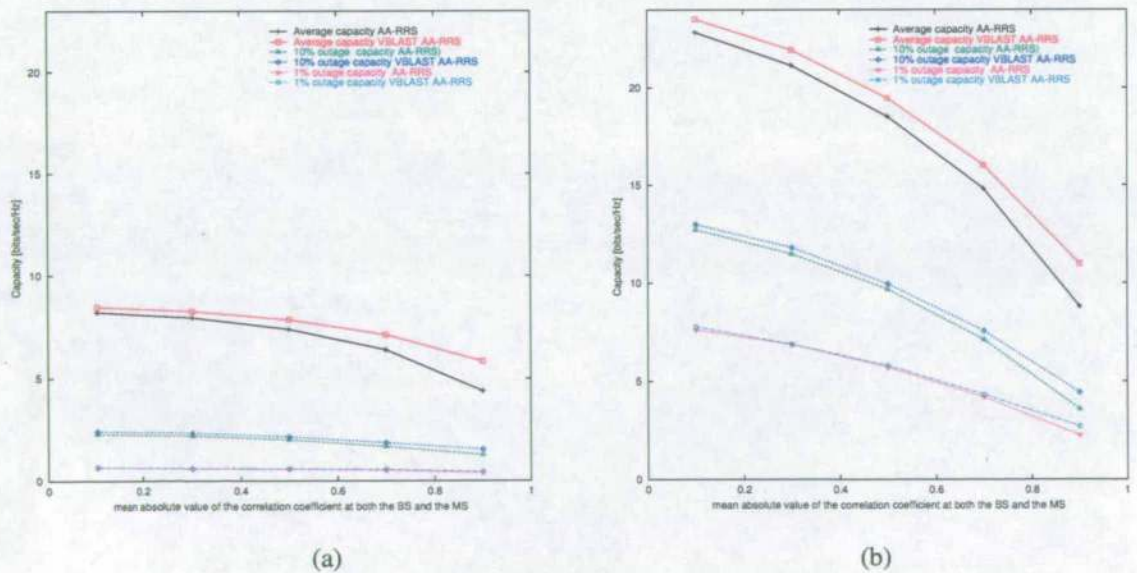 Average capacity AA-RRS
Average capacity VBLAST AA-RRS
10% outage capacity AA-RRS)
10% outage capacity VBLAST AA-RRS
1% outage capacity AA-RRS
1% outage capacity VBLAST AA-RRS
20
15
10
5
0
Capacity [bits/sec/Hz]
0 0.2 0.4 0.6 0.8 1
mean absolute value of the correlation coefficient at both the BS and the MS
(a)
Average capacity AA-RRS
Average capacity VBLAST AA-RRS
10% outage capacity AA-RRS)
10% outage capacity VBLAST AA-RRS
1% outage capacity AA-RRS
1% outage capacity VBLAST AA-RRS
20
15
10
5
0
Capacity [bits/sec/Hz]
0 0.2 0.4 0.6 0.8 1
mean absolute value of the correlation coefficient at both the BS and the MS
(b)